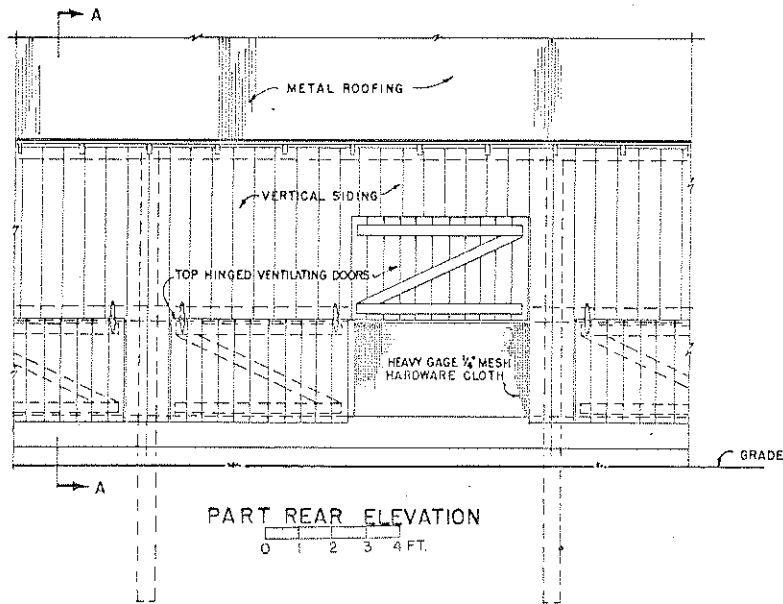 A
METAL ROOFING
VERTICAL SIDING
TOP HINGED VENTILATING DOORS
HEAVY GAGE 1/4" MESH
HARDWARE CLOTH
GRADE
A
PART REAR ELEVATION
0 1 2 3 4 FT.